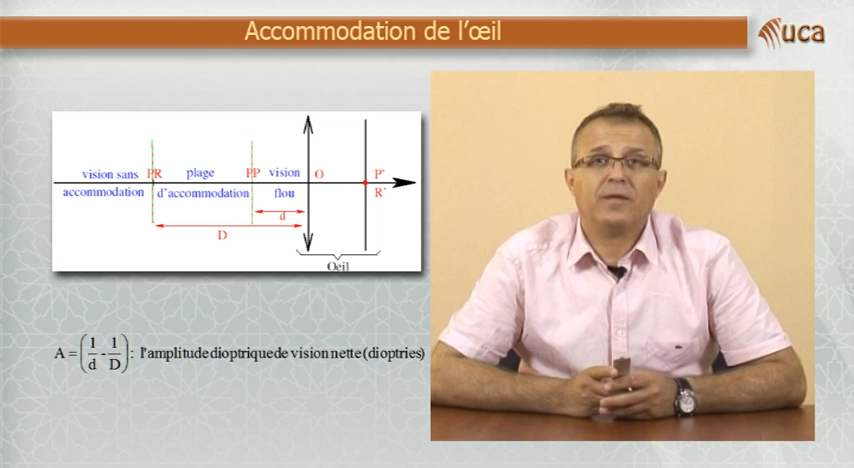 Accommodation de l'œil
uca
vision sans PR plage PP vision O P'
accommodation d'accommodation flou R'
d
D
Oeil
A = (1/d - 1/D) : l'amplitude dioptrique de vision nette (dioptries)